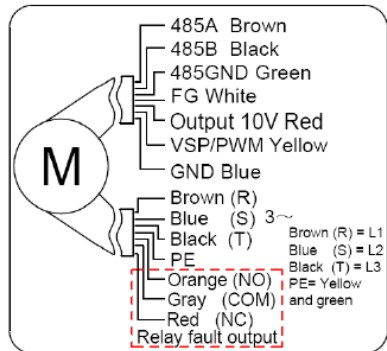 485A Brown
485B Black
485GND Green
FG White
Output 10V Red
VSP/PWM Yellow
GND Blue
M
Brown (R)
Blue (S) 3～
Black (T)
PE
Orange (NO)
Gray (COM)
Red (NC)
Relay fault output
Brown (R) = L1
Blue (S) = L2
Black (T) = L3
PE= Yellow
and green